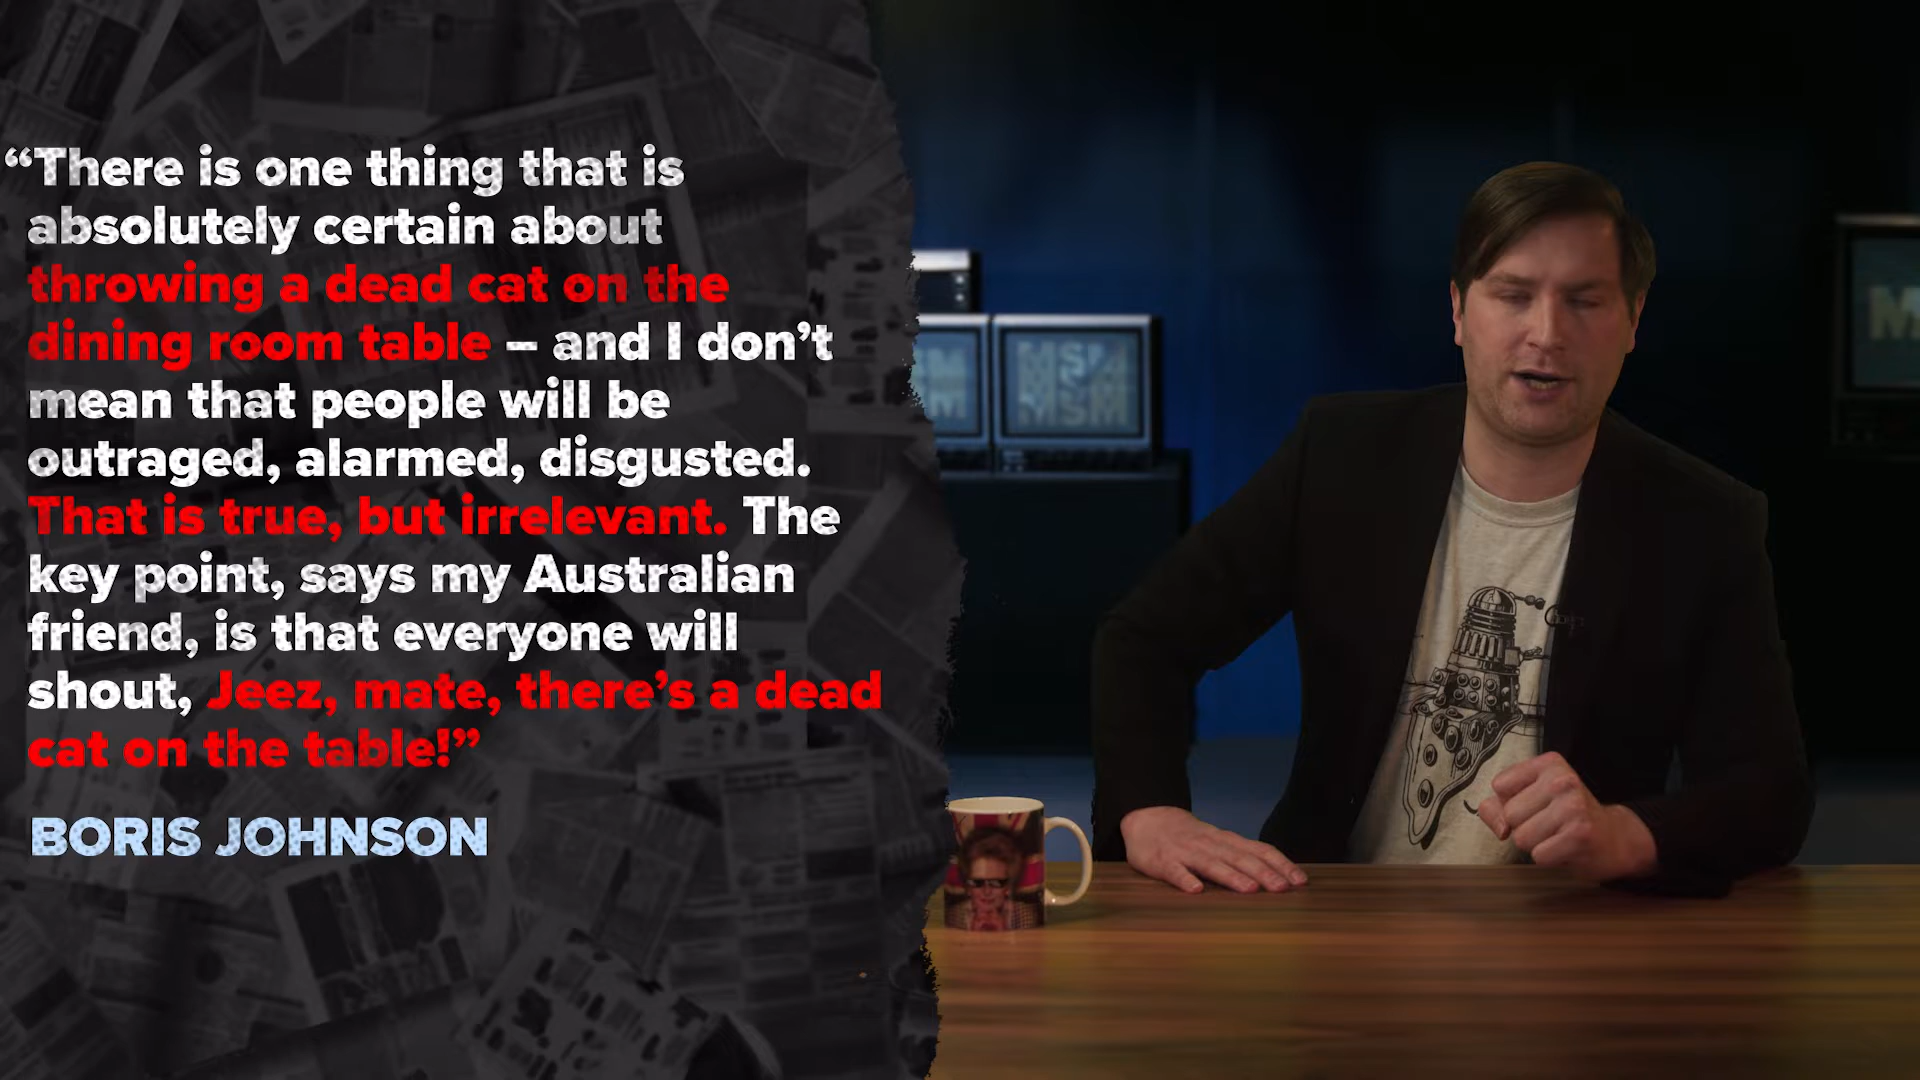 “There is one thing that is
absolutely certain about
throwing a dead cat on the
dining room table – and I don’t
mean that people will be
outraged, alarmed, disgusted.
That is true, but irrelevant. The
key point, says my Australian
friend, is that everyone will
shout, Jeez, mate, there’s a dead
cat on the table!”
BORIS JOHNSON
MSM
MSM